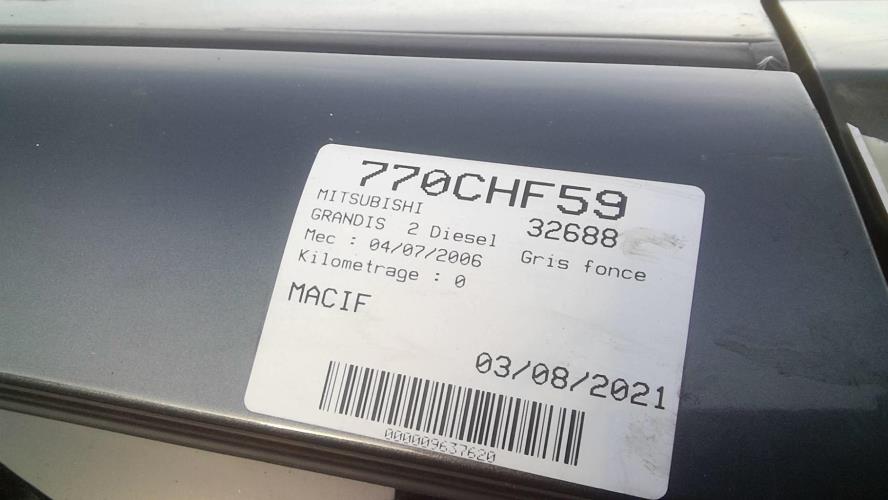 770CHF59
MITSUBISHI 32688
GRANDIS 2 Diesel
Mec : 04/07/2006 Gris fonce
Kilometrage : 0
MACIF
03/08/2021
000009637620